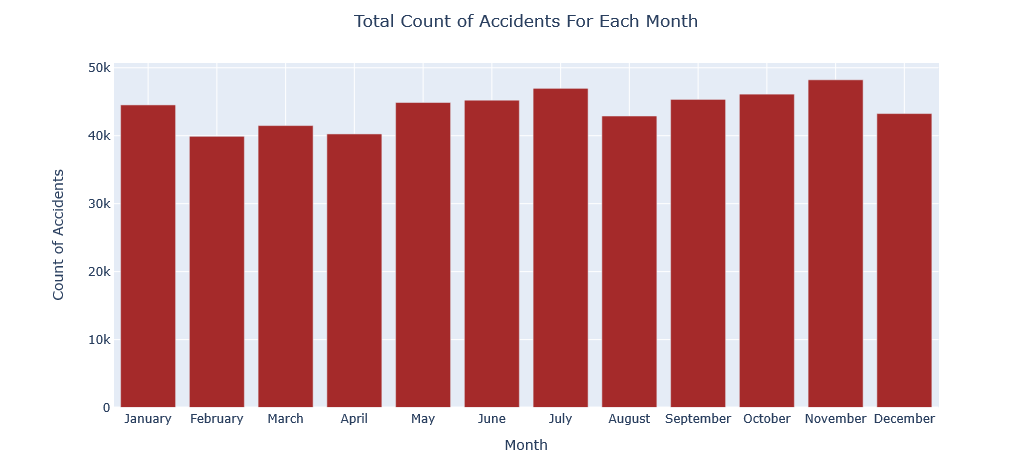 Total Count of Accidents For Each Month
Count of Accidents
50k
40k
30k
20k
10k
0
January February March April May June July August September October November December
Month